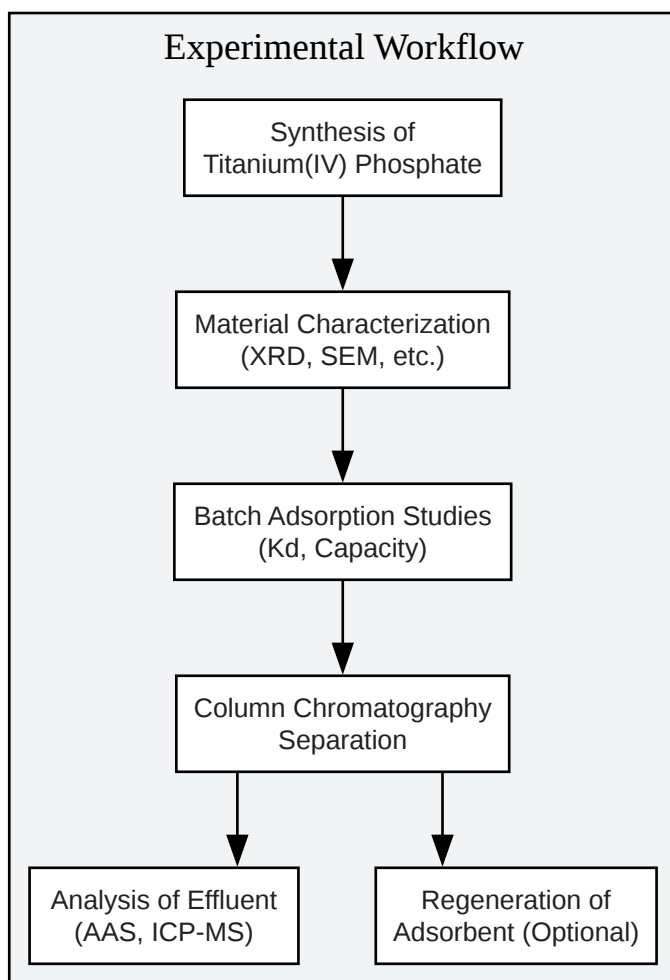 Experimental Workflow
Synthesis of
Titanium(IV) Phosphate
Material Characterization
(XRD, SEM, etc.)
Batch Adsorption Studies
(Kd, Capacity)
Column Chromatography
Separation
Analysis of Effluent
(AAS, ICP-MS)
Regeneration of
Adsorbent (Optional)